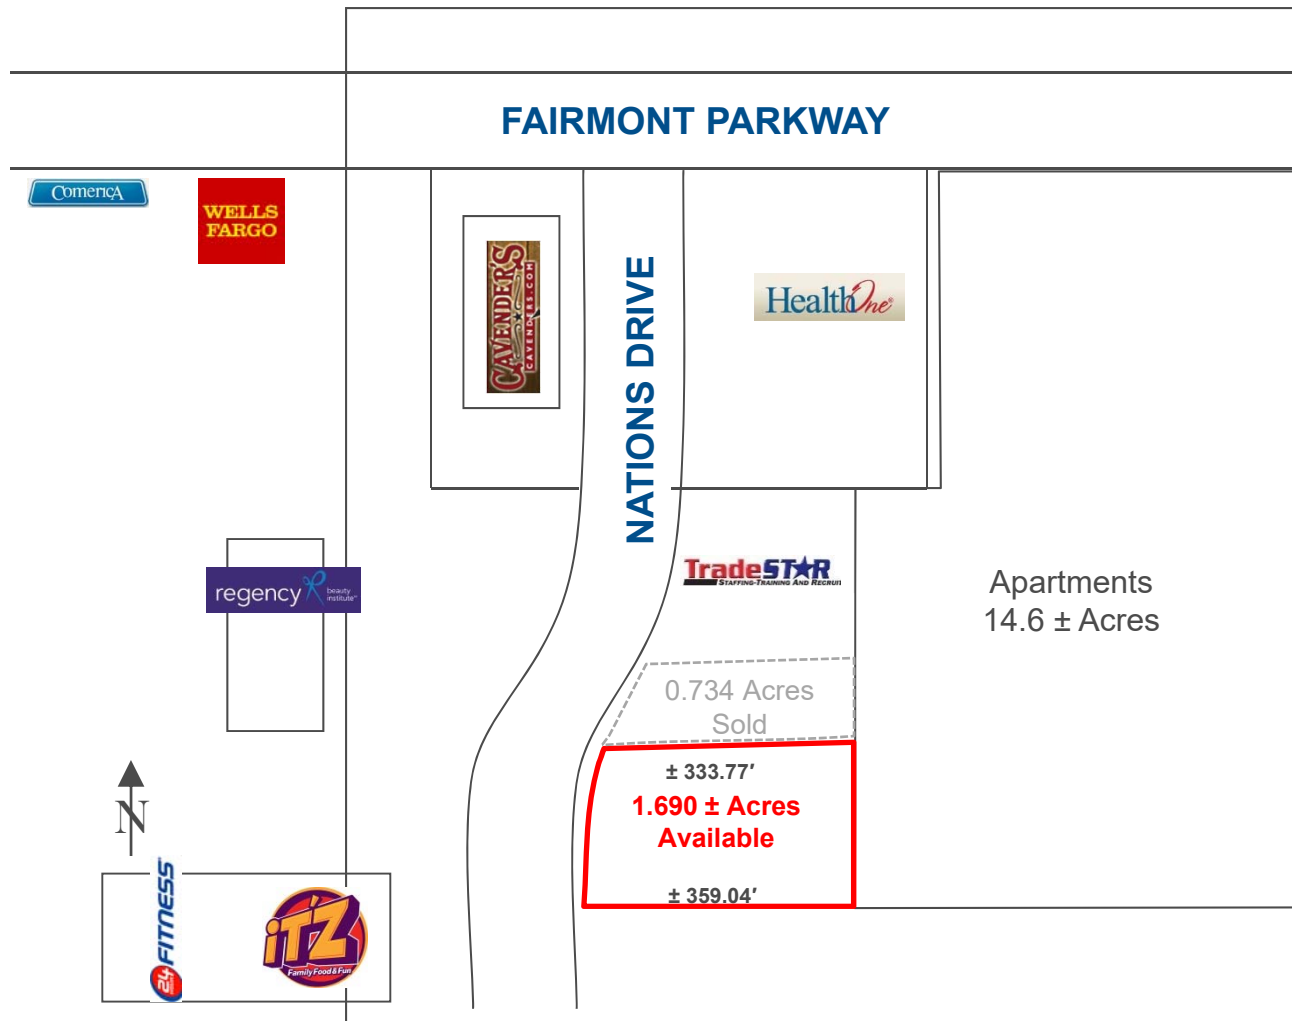 FAIRMONT PARKWAY
ComericA
WELLS
FARGO
CAVENDER'S
CAVENDERS.COM
NATIONS DRIVE
HealthOne®
regency
beauty
institute
TradeSTAR
STAFFING-TRAINING AND RECRUI
Apartments
14.6 ± Acres
0.734 Acres
Sold
± 333.77′
1.690 ± Acres
Available
± 359.04′
N
24 FITNESS
iT'Z
Family Food & Fun